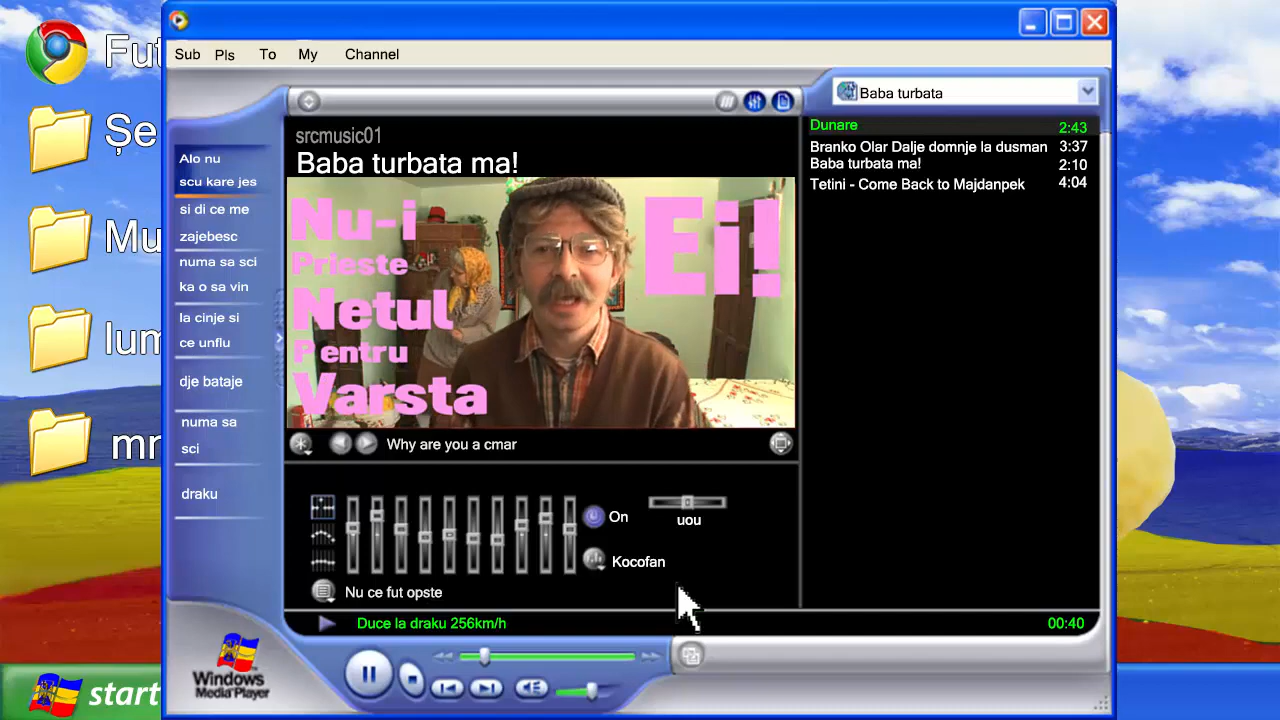 Sub Pls To My Channel
Fut
Șe
Mu
lum
mr
Baba turbata
Alo nu
scu kare jes
si di ce me
zajebesc
numa sa sci
ka o sa vin
la cinje si
ce unflu
dje bataje
numa sa
sci
draku
srcmusic01
Baba turbata ma!
Nu-i
Prieste
Netul
Pentru
Varsta
Ei!
Why are you a cmar
On
uou
Kocofan
Nu ce fut opste
Duce la draku 256km/h
00:40
Dunare 2:43
Branko Olar Dalje domnje la dusman 3:37
Baba turbata ma! 2:10
Tetini - Come Back to Majdanpek 4:04
Windows
Media Player
start